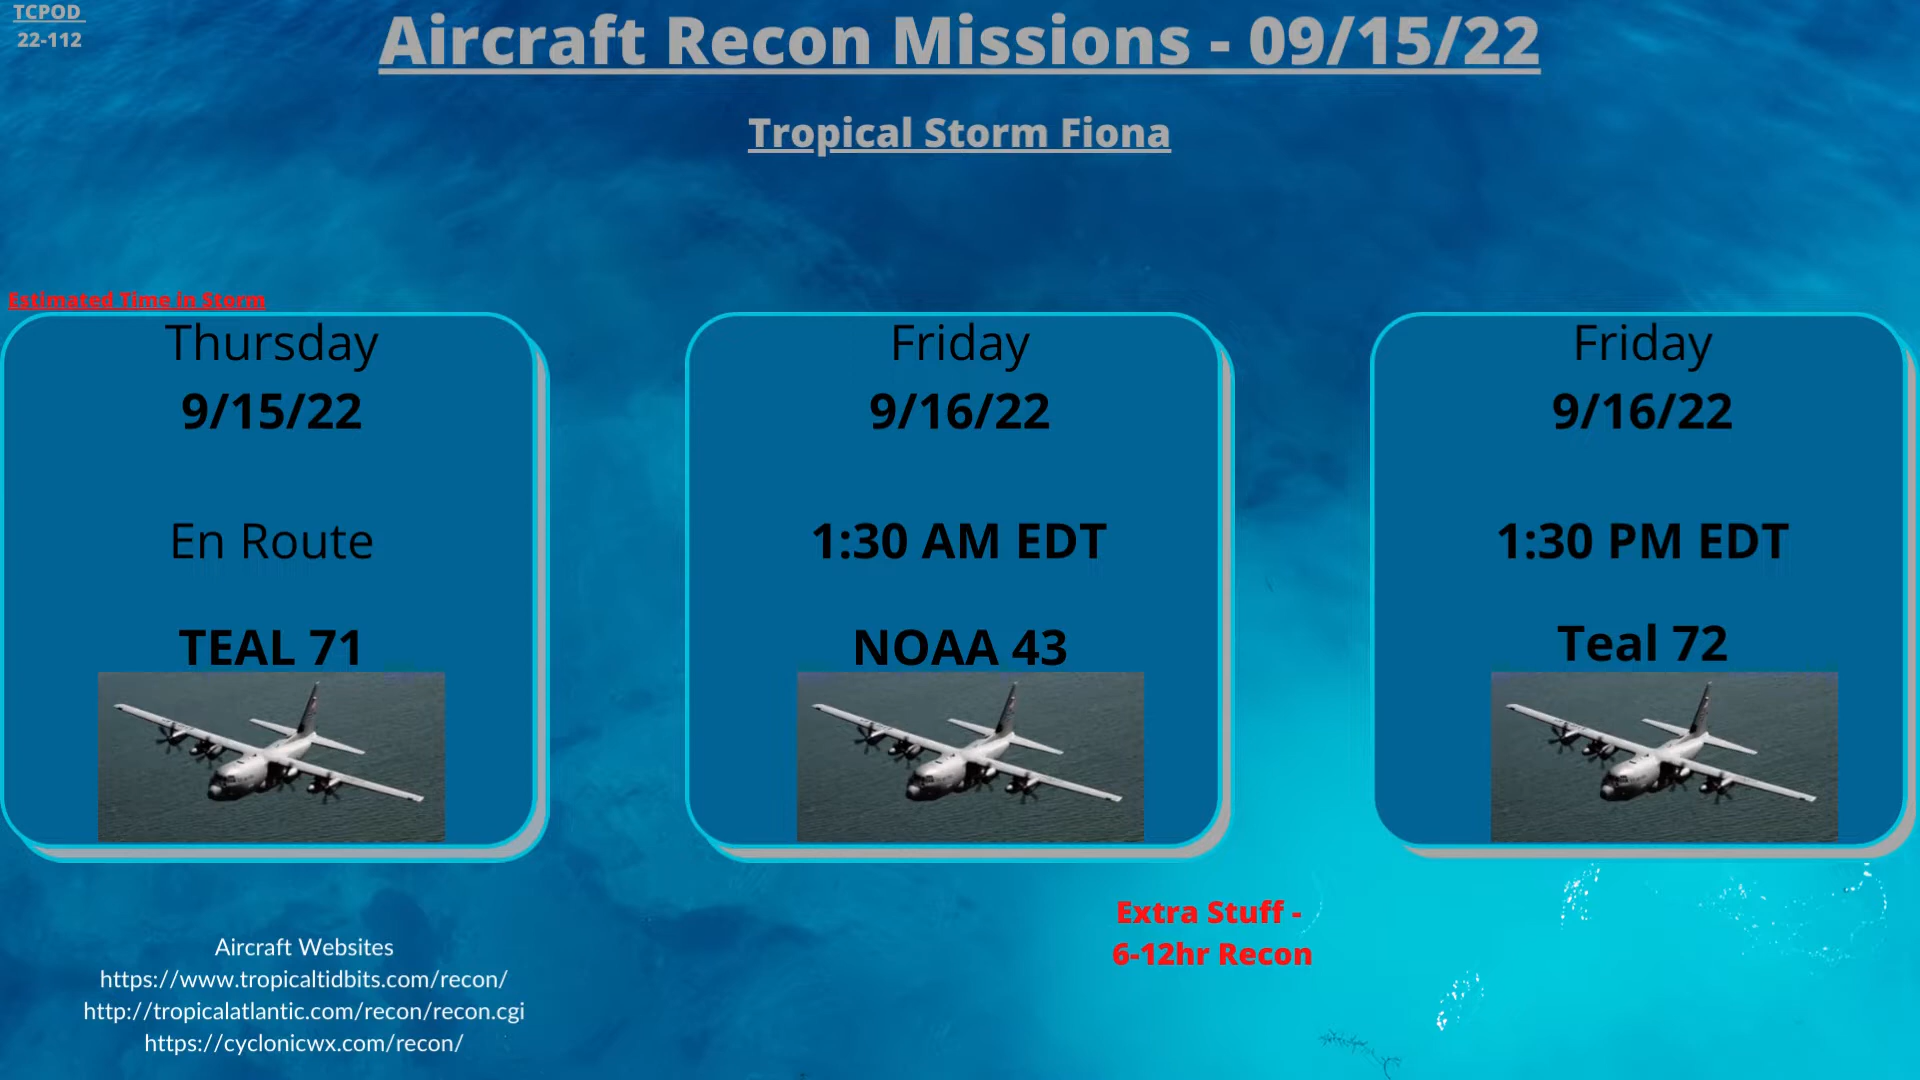 TCPOD
22-112
Aircraft Recon Missions - 09/15/22
Tropical Storm Fiona
Estimated Time in Storm
Thursday
9/15/22
En Route
TEAL 71
Friday
9/16/22
1:30 AM EDT
NOAA 43
Friday
9/16/22
1:30 PM EDT
Teal 72
Extra Stuff -
6-12hr Recon
Aircraft Websites
https://www.tropicaltidbits.com/recon/
http://tropicalatlantic.com/recon/recon.cgi
https://cyclonicwx.com/recon/